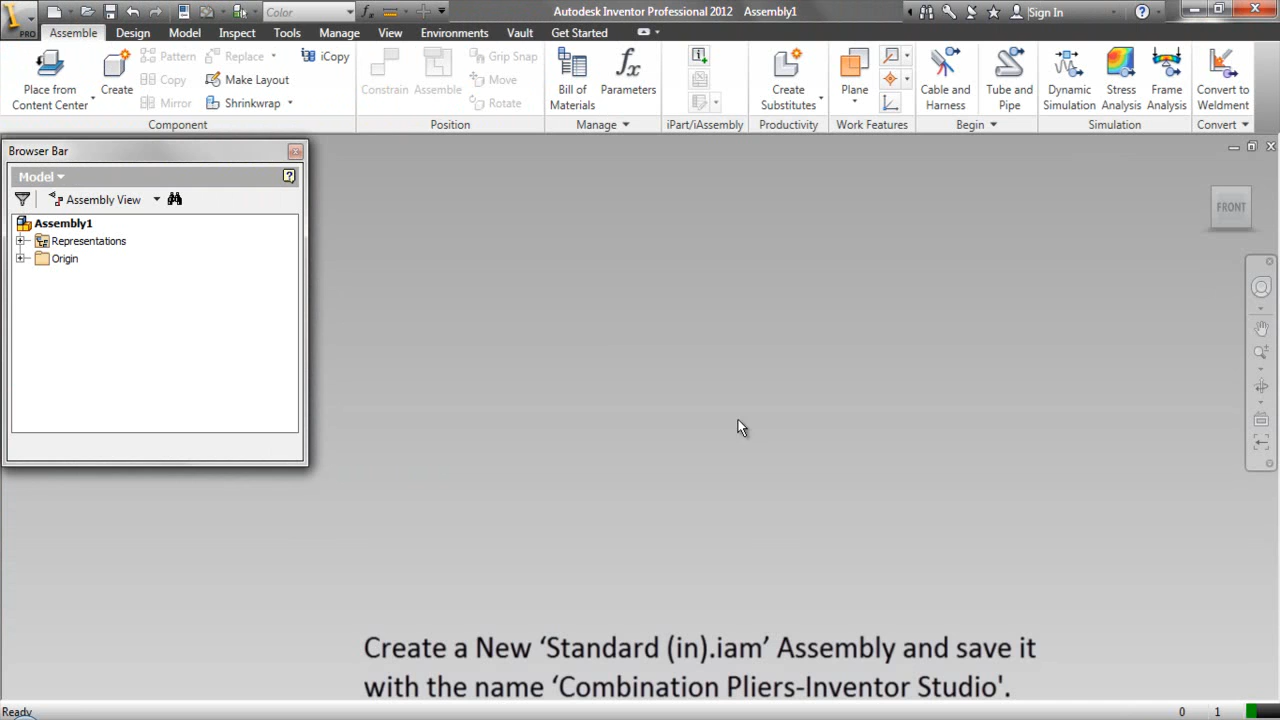 Color
Autodesk Inventor Professional 2012 Assembly1
Sign In
PRO
Assemble Design Model Inspect Tools Manage View Environments Vault Get Started
Place from Content Center
Create
Pattern
Copy
Mirror
Replace
Make Layout
Shrinkwrap
iCopy
Component
Constrain
Assemble
Grip Snap
Move
Rotate
Position
Bill of Materials
Parameters
Manage
iPart/iAssembly
Create Substitutes
Productivity
Plane
Work Features
Cable and Harness
Tube and Pipe
Begin
Dynamic Simulation
Stress Analysis
Frame Analysis
Simulation
Convert to Weldment
Convert
Browser Bar
Model
Assembly View
Assembly1
Representations
Origin
FRONT
Create a New ‘Standard (in).iam’ Assembly and save it
with the name ‘Combination Pliers-Inventor Studio'.
Ready
0 1